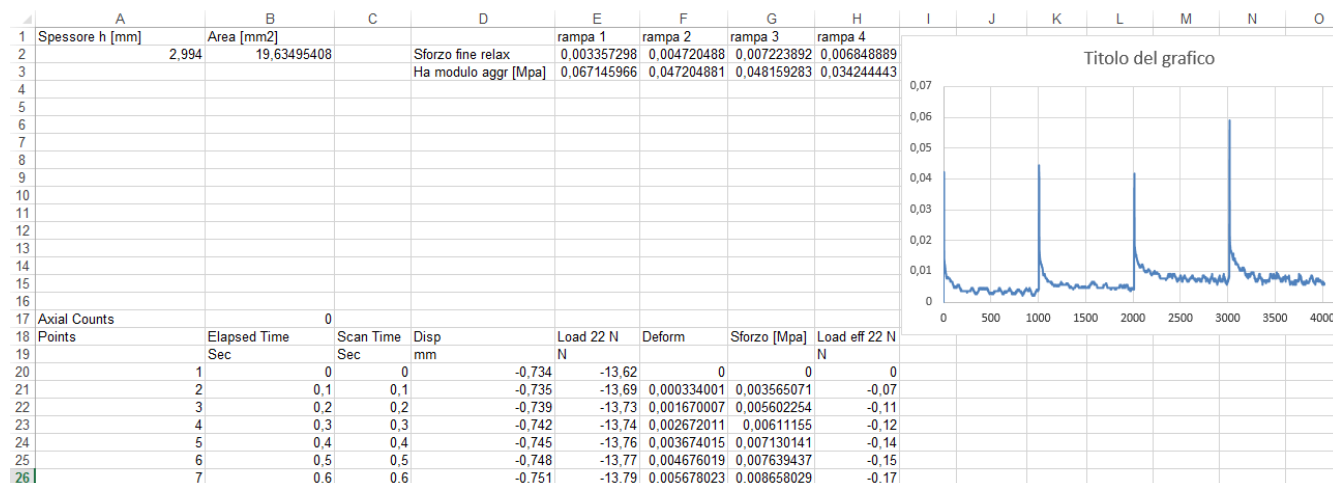 A B C D E F G H I J K L M N O
1 Spessore h [mm] Area [mm2] rampa 1 rampa 2 rampa 3 rampa 4
2 2,994 19,63495408 Sforzo fine relax 0,003357298 0,004720488 0,007223892 0,006848889
3 Ha modulo aggr [Mpa] 0,067145966 0,047204881 0,048159283 0,034244443
4
5
6
7
8
9
10
11
12
13
14
15
16
17 Axial Counts 0
18 Points Elapsed Time Scan Time Disp Load 22 N Deform Sforzo [Mpa] Load eff 22 N
19 Sec Sec mm N N
20 1 0 0 -0,734 -13,62 0 0 0
21 2 0,1 0,1 -0,735 -13,69 0,000334001 0,003565071 -0,07
22 3 0,2 0,2 -0,739 -13,73 0,001670007 0,005602254 -0,11
23 4 0,3 0,3 -0,742 -13,74 0,002672011 0,00611155 -0,12
24 5 0,4 0,4 -0,745 -13,76 0,003674015 0,007130141 -0,14
25 6 0,5 0,5 -0,748 -13,77 0,004676019 0,007639437 -0,15
26 7 0,6 0,6 -0,751 -13,79 0,005678023 0,008658029 -0,17
Titolo del grafico
0,07
0,06
0,05
0,04
0,03
0,02
0,01
0
0 500 1000 1500 2000 2500 3000 3500 4000